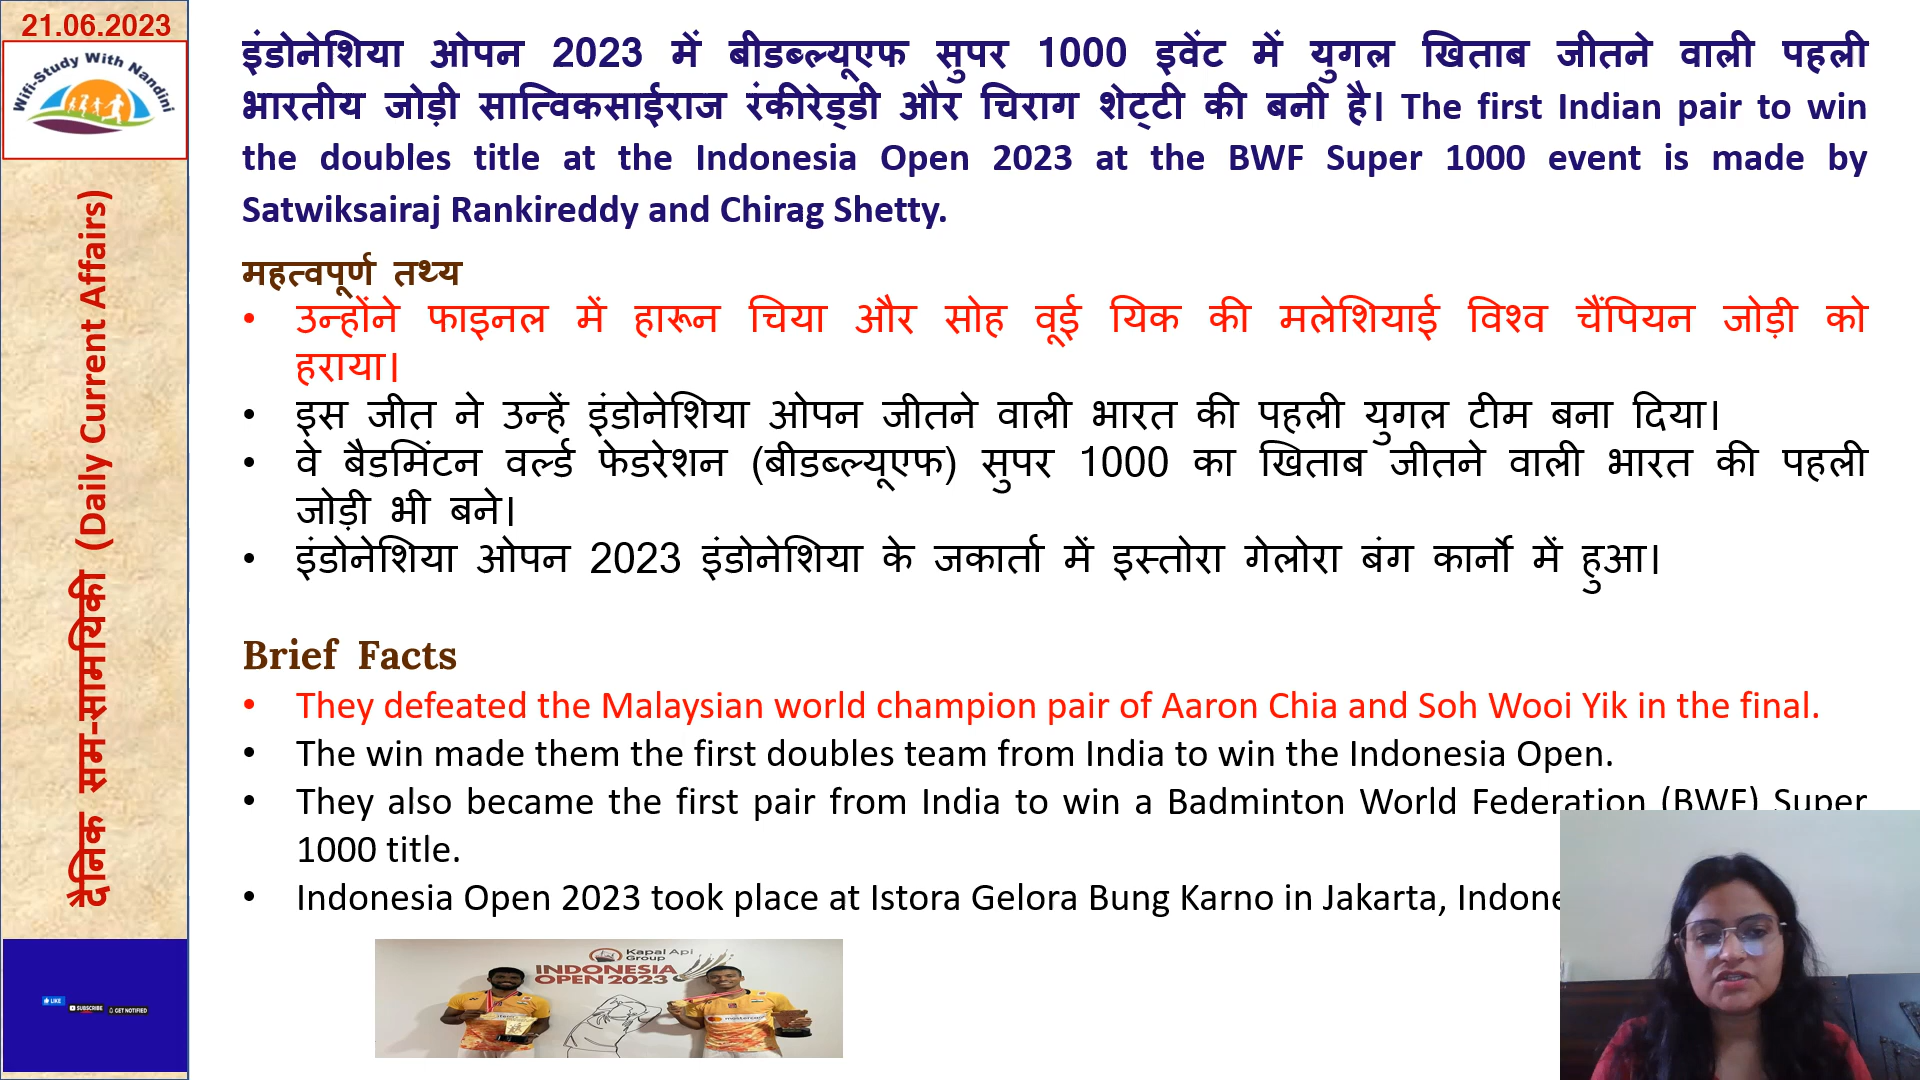 21.06.2023
Wifi-Study With Nandini
दैनिक सम-सामयिकी (Daily Current Affairs)
LIKE
SUBSCRIBE
GET NOTIFIED
इंडोनेशिया ओपन 2023 में बीडब्ल्यूएफ सुपर 1000 इवेंट में युगल खिताब जीतने वाली पहली
भारतीय जोड़ी सात्विकसाईराज रंकीरेड्डी और चिराग शेट्टी की बनी है। The first Indian pair to win
the doubles title at the Indonesia Open 2023 at the BWF Super 1000 event is made by
Satwiksairaj Rankireddy and Chirag Shetty.
महत्वपूर्ण तथ्य
• उन्होंने फाइनल में हारून चिया और सोह वूई यिक की मलेशियाई विश्व चैंपियन जोड़ी को
हराया।
• इस जीत ने उन्हें इंडोनेशिया ओपन जीतने वाली भारत की पहली युगल टीम बना दिया।
• वे बैडमिंटन वर्ल्ड फेडरेशन (बीडब्ल्यूएफ) सुपर 1000 का खिताब जीतने वाली भारत की पहली
जोड़ी भी बने।
• इंडोनेशिया ओपन 2023 इंडोनेशिया के जकार्ता में इस्तोरा गेलोरा बंग कार्नो में हुआ।
Brief Facts
• They defeated the Malaysian world champion pair of Aaron Chia and Soh Wooi Yik in the final.
• The win made them the first doubles team from India to win the Indonesia Open.
• They also became the first pair from India to win a Badminton World Federation (BWF) Super
1000 title.
• Indonesia Open 2023 took place at Istora Gelora Bung Karno in Jakarta, Indone
Kapal Api
Group
INDONESIA
OPEN 2023